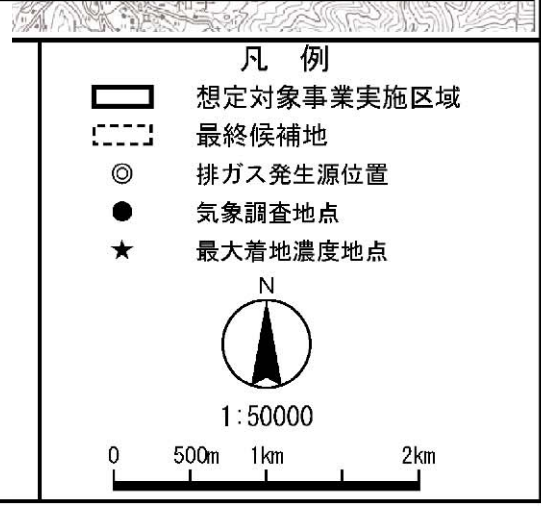 凡 例
想定対象事業実施区域
最終候補地
排ガス発生源位置
気象調査地点
最大着地濃度地点
N
1:50000
0 500m 1km 2km